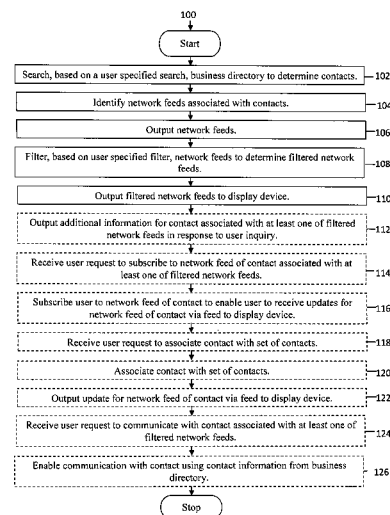 100
Start
Search, based on a user specified search, business directory to determine contacts.
102
Identify network feeds associated with contacts.
104
Output network feeds.
106
Filter, based on user specified filter, network feeds to determine filtered network
feeds.
108
Output filtered network feeds to display device.
110
Output additional information for contact associated with at least one of filtered
network feeds in response to user inquiry.
112
Receive user request to subscribe to network feed of contact associated with at
least one of filtered network feeds.
114
Subscribe user to network feed of contact to enable user to receive updates for
network feed of contact via feed to display device.
116
Receive user request to associate contact with set of contacts.
118
Associate contact with set of contacts.
120
Output update for network feed of contact via feed to display device.
122
Receive user request to communicate with contact associated with at least one of
filtered network feeds.
124
Enable communication with contact using contact information from business
directory.
126
Stop